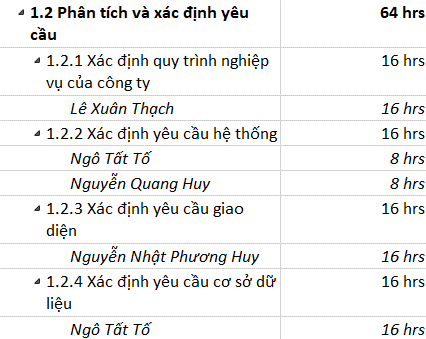 1.2 Phân tích và xác định yêu 64 hrs
cầu
1.2.1 Xác định quy trình nghiệp 16 hrs
vụ của công ty
Lê Xuân Thạch 16 hrs
1.2.2 Xác định yêu cầu hệ thống 16 hrs
Ngô Tất Tố 8 hrs
Nguyễn Quang Huy 8 hrs
1.2.3 Xác định yêu cầu giao 16 hrs
diện
Nguyễn Nhật Phương Huy 16 hrs
1.2.4 Xác định yêu cầu cơ sở dữ 16 hrs
liệu
Ngô Tất Tố 16 hrs